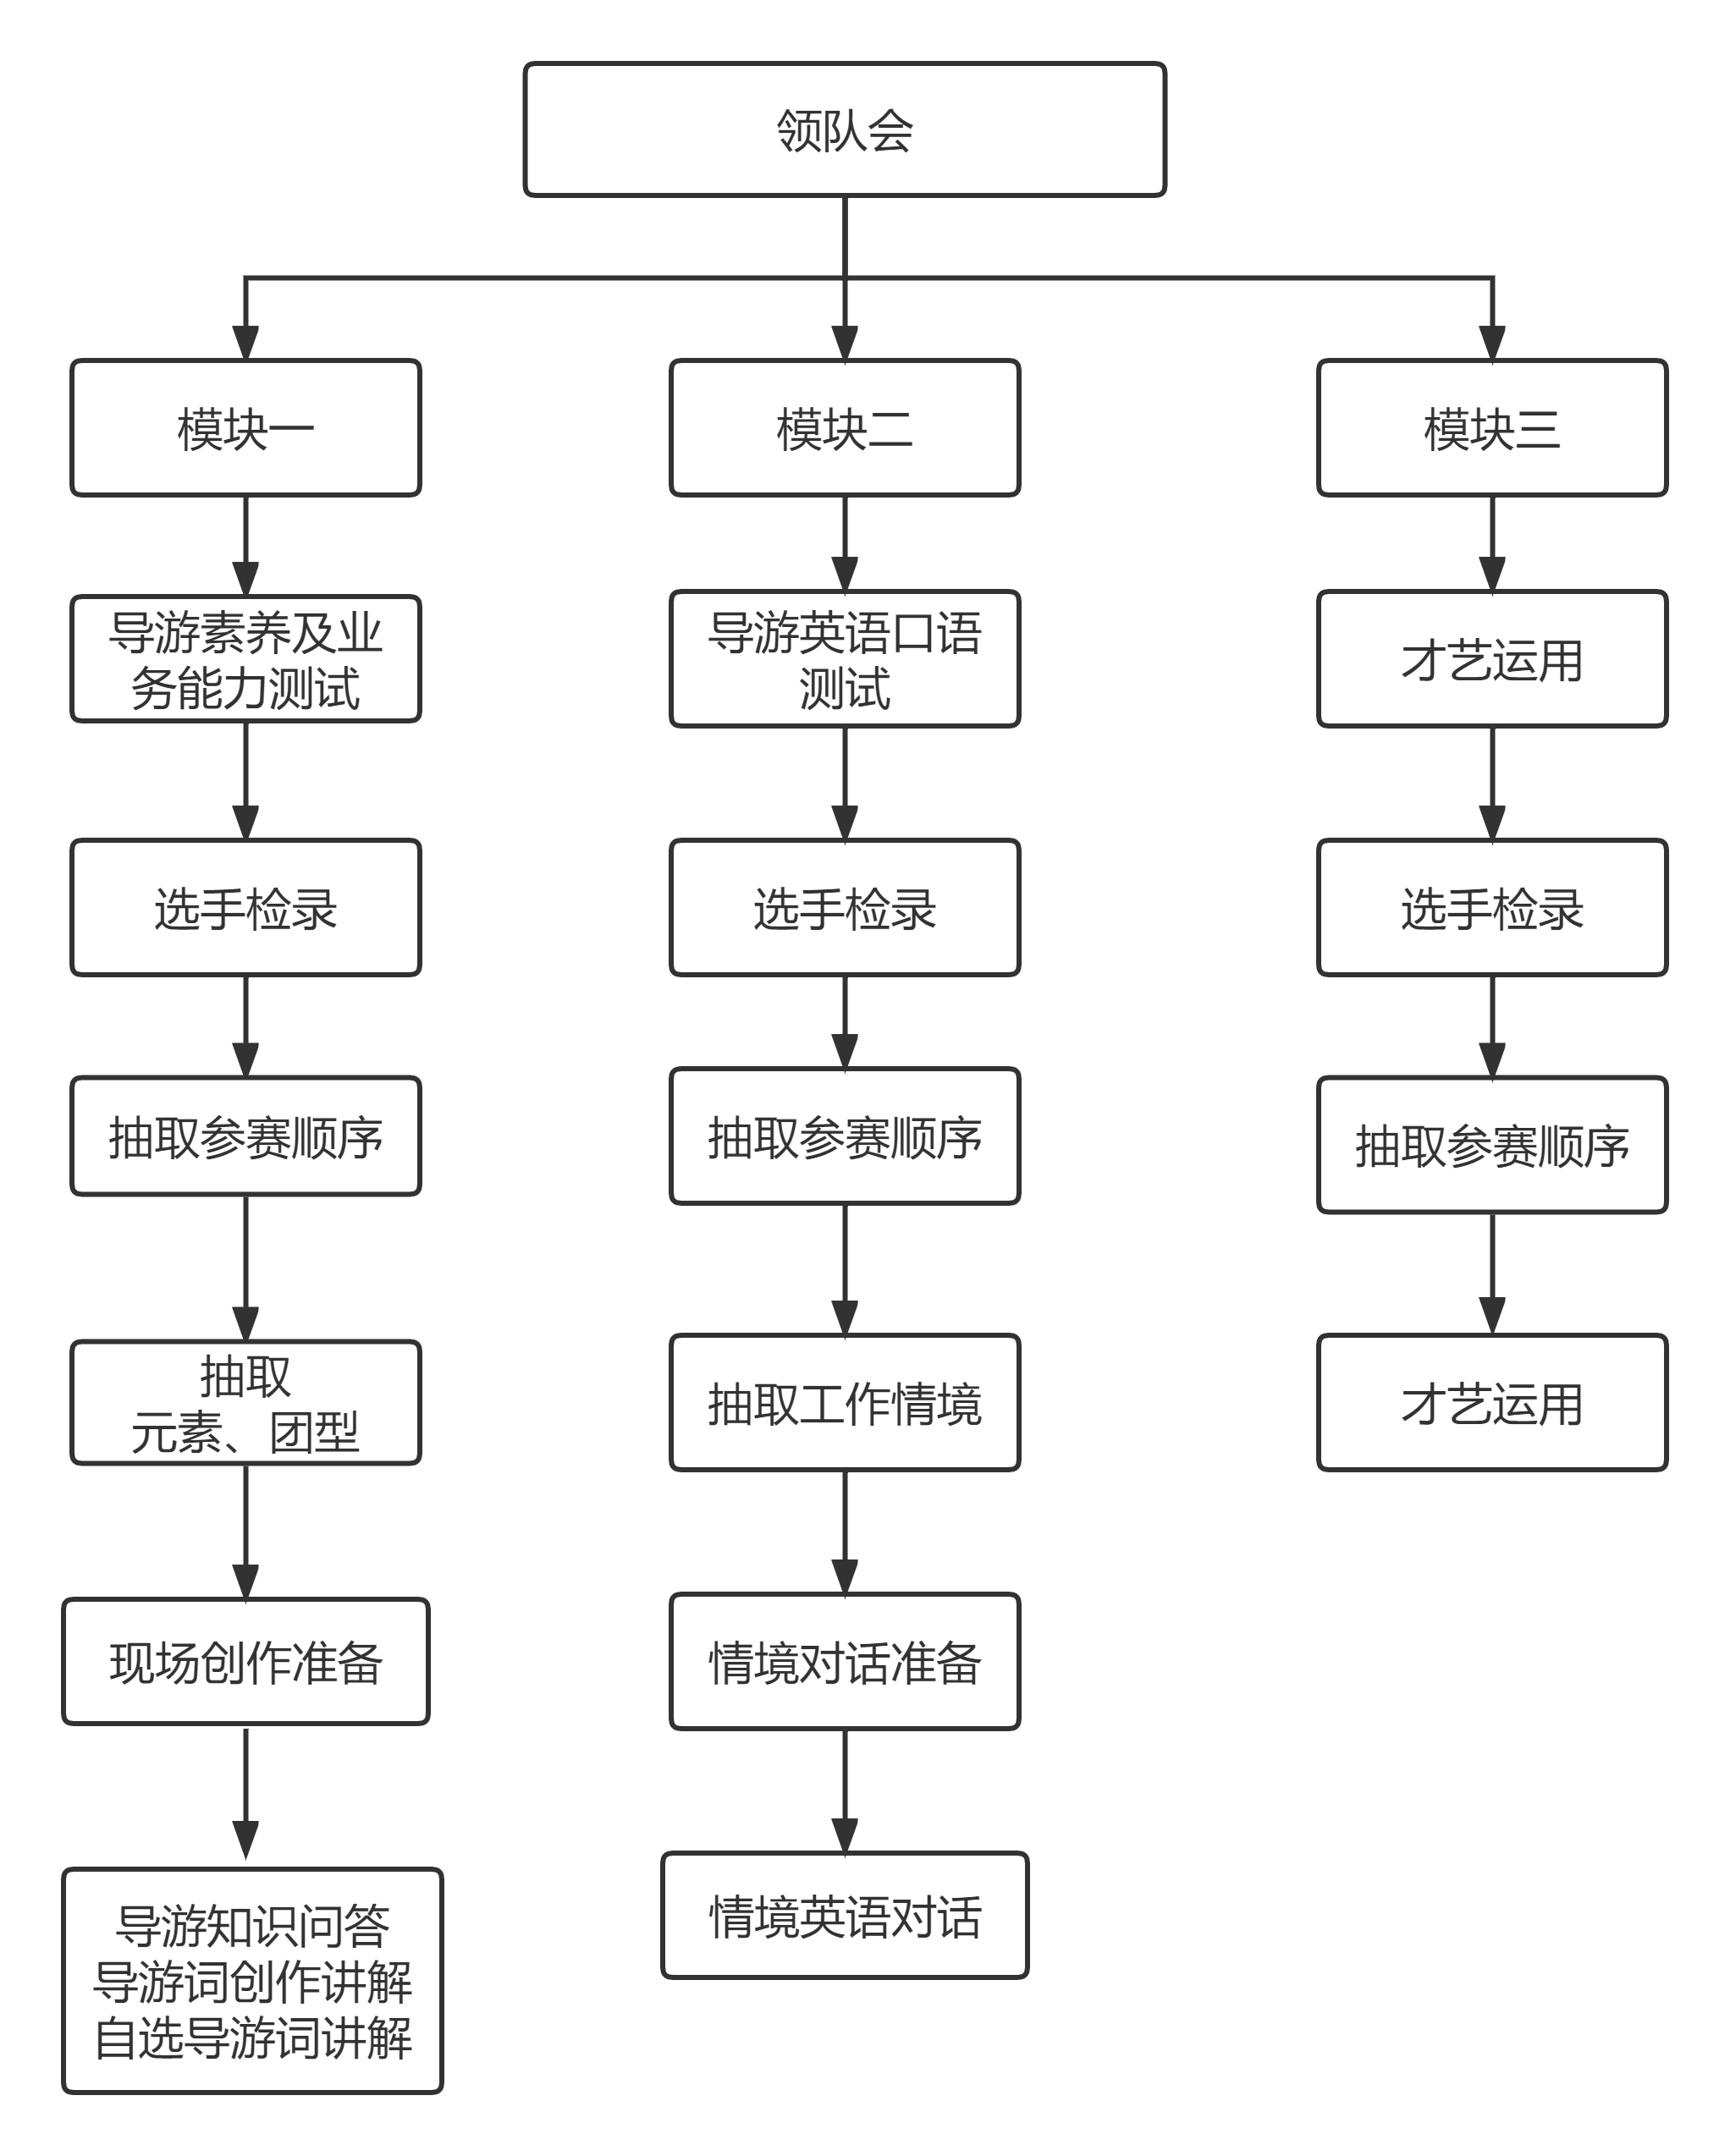 领队会
模块一
模块二
模块三
导游素养及业
务能力测试
导游英语口语
测试
才艺运用
选手检录
选手检录
选手检录
抽取参赛顺序
抽取参赛顺序
抽取参赛顺序
抽取
元素、团型
抽取工作情境
才艺运用
现场创作准备
情境对话准备
导游知识问答
导游词创作讲解
自选导游词讲解
情境英语对话